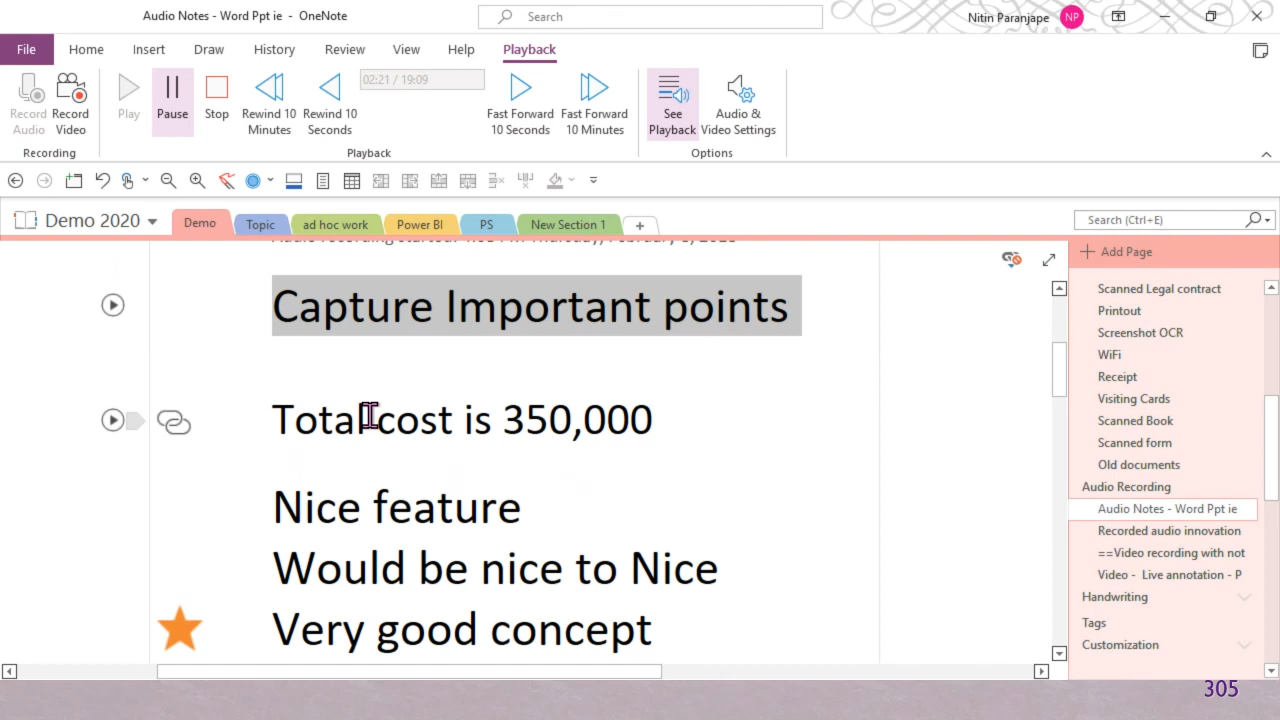 Audio Notes - Word Ppt ie - OneNote
Search
Nitin Paranjape
NP
File
Home
Insert
Draw
History
Review
View
Help
Playback
Record Audio
Record Video
Play
Pause
Stop
Rewind 10 Minutes
Rewind 10 Seconds
02:21 / 19:09
Fast Forward 10 Seconds
Fast Forward 10 Minutes
See Playback
Audio & Video Settings
Recording
Playback
Options
Demo 2020
Demo
Topic
ad hoc work
Power BI
PS
New Section 1
Search (Ctrl+E)
Audio recording started:
Add Page
Capture Important points
Total cost is 350,000
Nice feature
Would be nice to Nice
Very good concept
Scanned Legal contract
Printout
Screenshot OCR
WiFi
Receipt
Visiting Cards
Scanned Book
Scanned form
Old documents
Audio Recording
Audio Notes - Word Ppt ie
Recorded audio innovation
==Video recording with not
Video - Live annotation - P
Handwriting
Tags
Customization
305